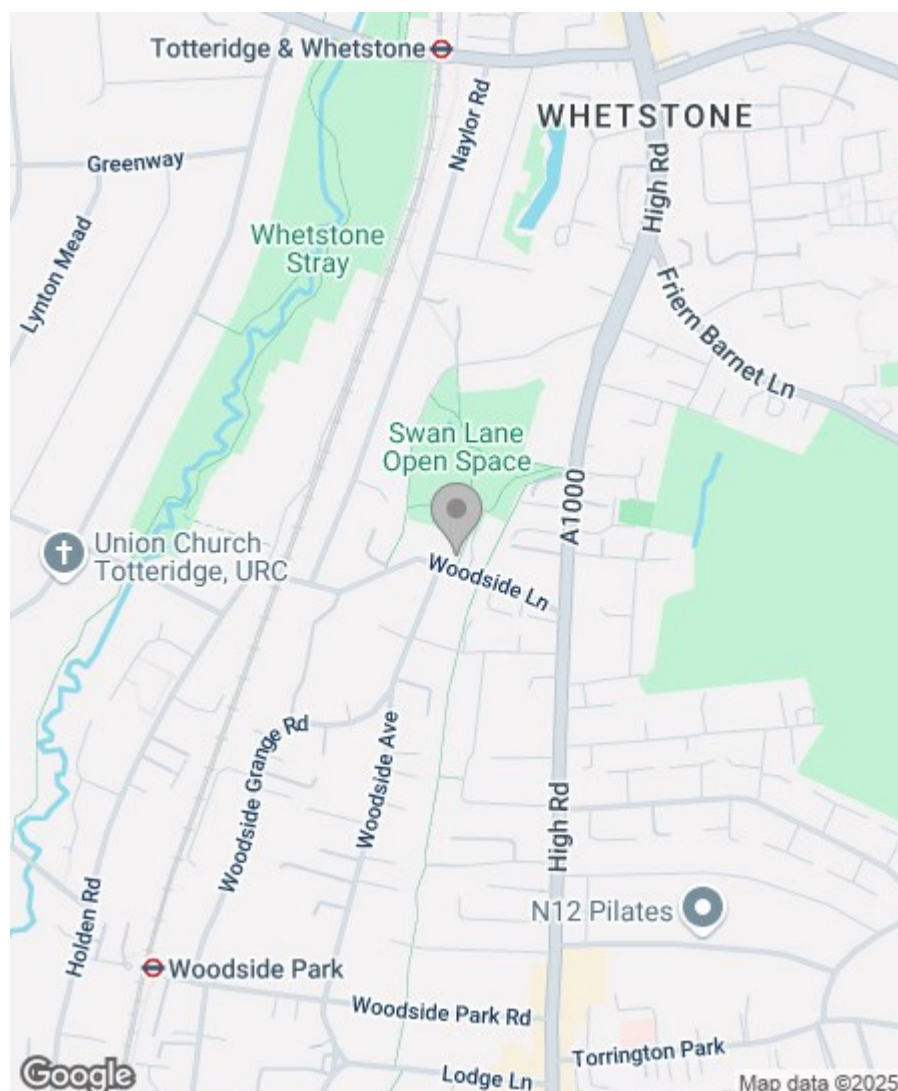 Totteridge & Whetstone
Naylor Rd
WHETSTONE
Greenway
High Rd
Whetstone
Stray
Lynton Mead
Friern Barnet Ln
Swan Lane
Open Space
A1000
Union Church
Totteridge, URC
Woodside Ln
Woodside Grange Rd
Woodside Ave
High Rd
Holden Rd
N12 Pilates
Woodside Park
Woodside Park Rd
Torrington Park
Lodge Ln
Google
Map data ©2025